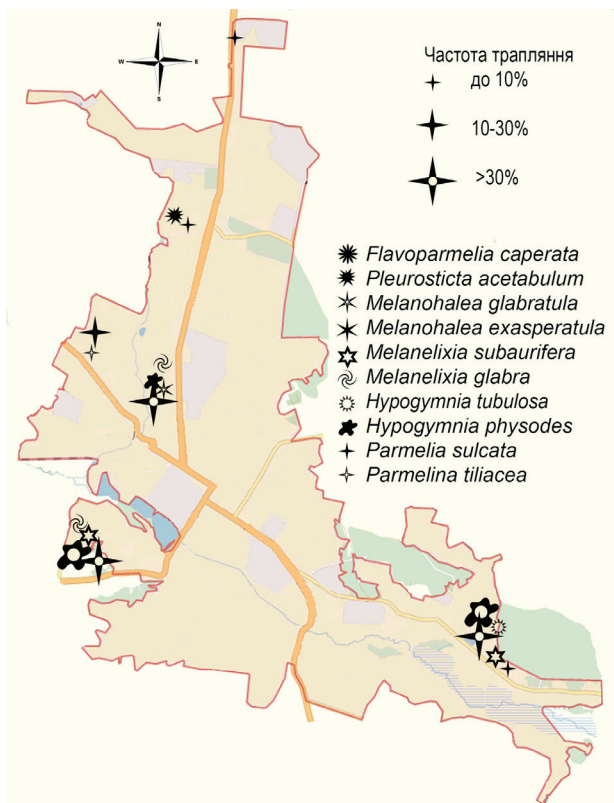 N
W E
S
Частота трапляння
до 10%
10-30%
>30%
Flavoparmelia caperata
Pleurosticta acetabulum
Melanohalea glabratula
Melanohalea exasperatula
Melanelixia subaurifera
Melanelixia glabra
Hypogymnia tubulosa
Hypogymnia physodes
Parmelia sulcata
Parmelina tiliacea